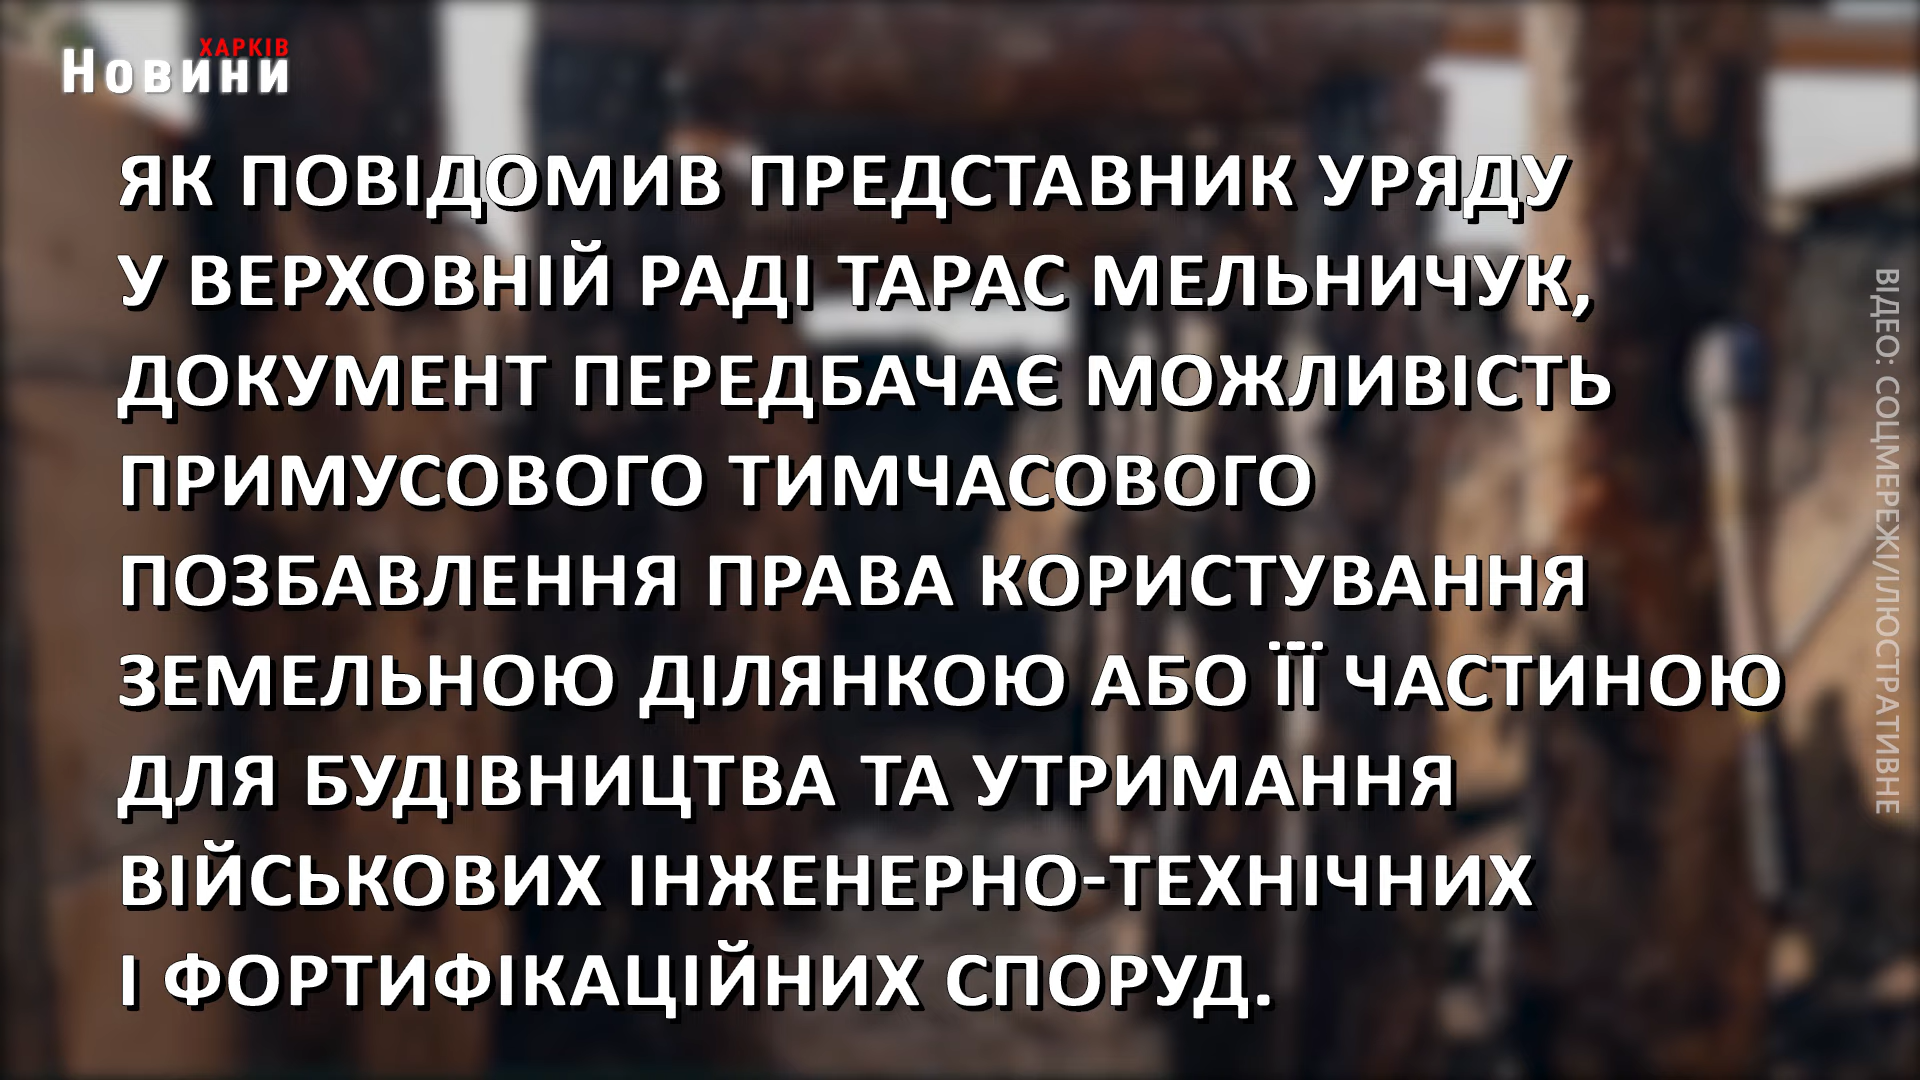 ХАРКІВ
Новини
ЯК ПОВІДОМИВ ПРЕДСТАВНИК УРЯДУ
У ВЕРХОВНІЙ РАДІ ТАРАС МЕЛЬНИЧУК,
ДОКУМЕНТ ПЕРЕДБАЧАЄ МОЖЛИВІСТЬ
ПРИМУСОВОГО ТИМЧАСОВОГО
ПОЗБАВЛЕННЯ ПРАВА КОРИСТУВАННЯ
ЗЕМЕЛЬНОЮ ДІЛЯНКОЮ АБО ЇЇ ЧАСТИНОЮ
ДЛЯ БУДІВНИЦТВА ТА УТРИМАННЯ
ВІЙСЬКОВИХ ІНЖЕНЕРНО-ТЕХНІЧНИХ
І ФОРТИФІКАЦІЙНИХ СПОРУД.
ВІДЕО: СОЦМЕРЕЖІ/ІЛЮСТРАТИВНЕ